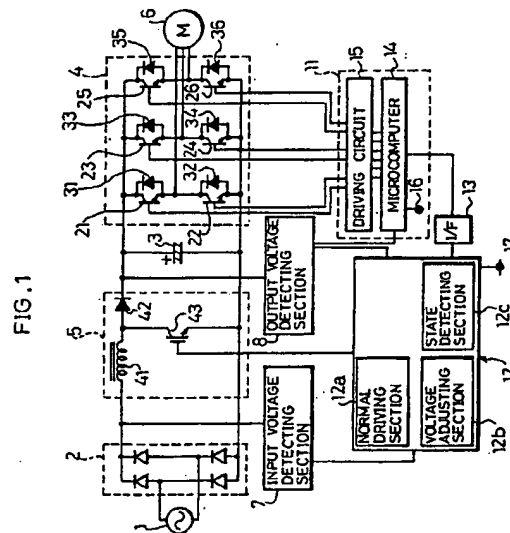 FIG.1
1
2
5
41
42
43
3
4
21
31
23
33
25
35
6
M
22
32
24
34
26
36
7
INPUT VOLTAGE
DETECTING
SECTION
8
OUTPUT VOLTAGE
DETECTING
SECTION
11
DRIVING CIRCUIT
15
MICROCOMPUTER
14
16
I/F
13
12a
NORMAL
DRIVING
SECTION
VOLTAGE
ADJUSTING
SECTION
12b
STATE
DETECTING
SECTION
12c
12